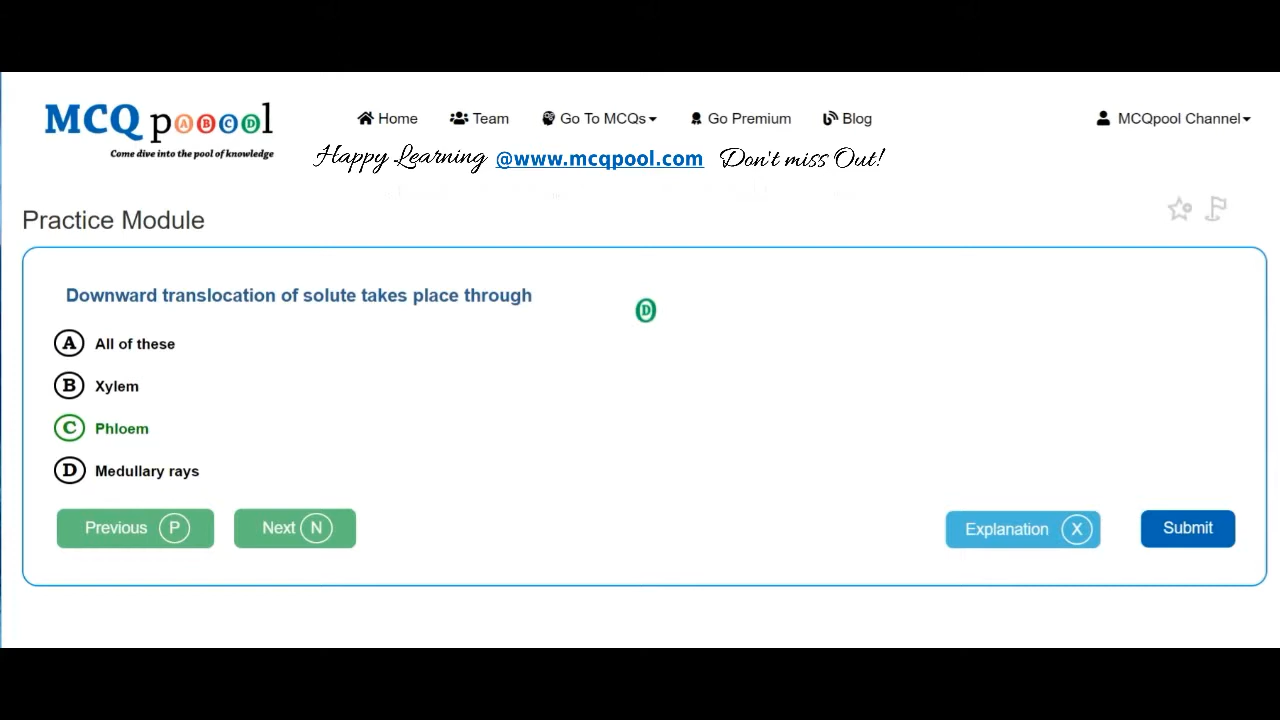 MCQ pooool
Come dive into the pool of knowledge
Home Team Go To MCQs Go Premium Blog MCQpool Channel
Happy Learning @www.mcqpool.com Don't miss Out!
Practice Module
Downward translocation of solute takes place through
D
A All of these
B Xylem
C Phloem
D Medullary rays
Previous P Next N Explanation X Submit